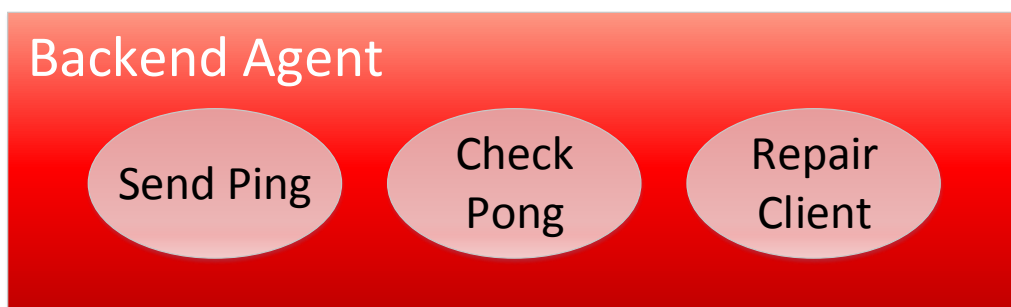 Backend Agent
Send Ping
Check
Pong
Repair
Client